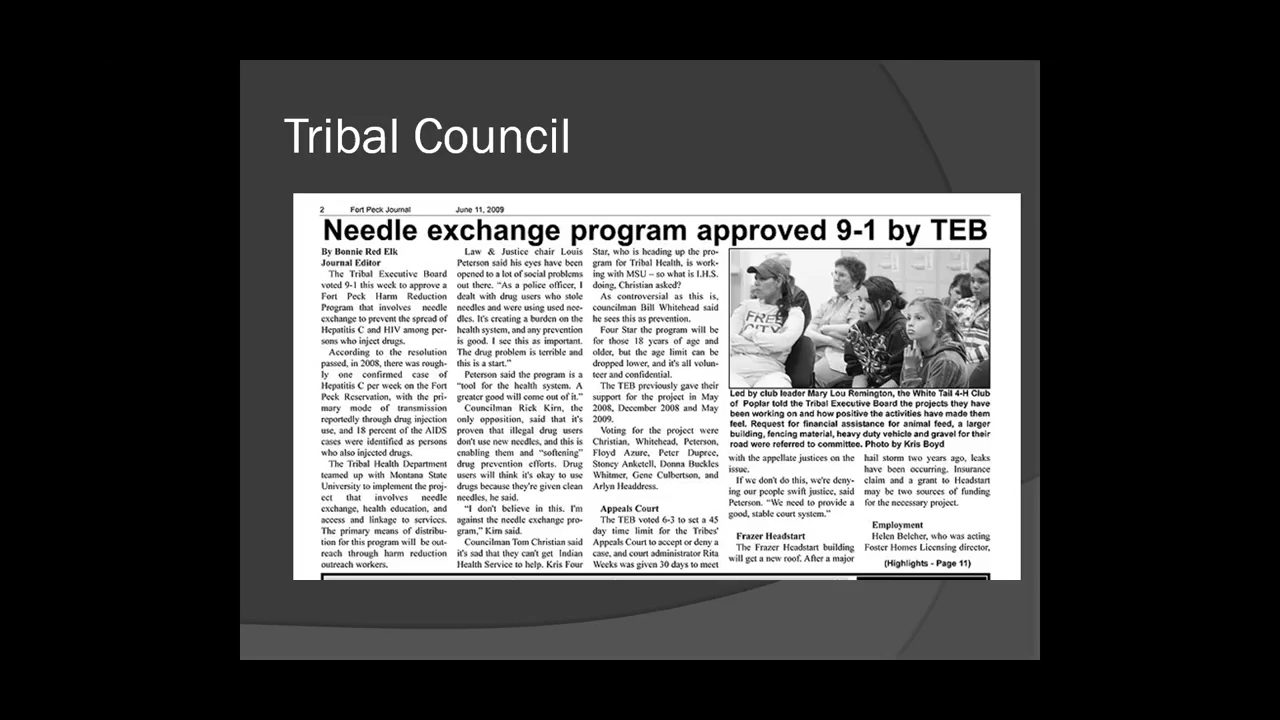 Tribal Council
2 Fort Peck Journal June 11, 2009
Needle exchange program approved 9-1 by TEB
By Bonnie Red Elk
Journal Editor
The Tribal Executive Board
voted 9-1 this week to approve a
Fort Peck Harm Reduction
Program that involves needle
exchange to prevent the spread of
Hepatitis C and HIV among per-
sons who inject drugs.
According to the resolution
passed, in 2008, there was rough-
ly one confirmed case of
Hepatitis C per week on the Fort
Peck Reservation, with the pri-
mary mode of transmission
reportedly through drug injection
use, and 18 percent of the AIDS
cases were identified as persons
who also injected drugs.
The Tribal Health Department
teamed up with Montana State
University to implement the proj-
ect that involves needle
exchange, health education, and
access and linkage to services.
The primary means of distribu-
tion for this program will be out-
reach through harm reduction
outreach workers.
Law & Justice chair Louis
Peterson said his eyes have been
opened to a lot of social problems
out there. "As a police officer, I
dealt with drug users who stole
needles and were using used nee-
dles. It's creating a burden on the
health system, and any prevention
is good. I see this as important.
The drug problem is terrible and
this is a start."
Peterson said the program is a
"tool for the health system. A
greater good will come out of it."
Councilman Rick Kirn, the
only opposition, said that it's
proven that illegal drug users
don't use new needles, and this is
enabling them and "softening"
drug prevention efforts. Drug
users will think it's okay to use
drugs because they're given clean
needles, he said.
"I don't believe in this. I'm
against the needle exchange pro-
gram," Kirn said.
Councilman Tom Christian said
it's sad that they can't get Indian
Health Service to help. Kris Four
Star, who is heading up the pro-
gram for Tribal Health, is work-
ing with MSU – so what is I.H.S.
doing, Christian asked?
As controversial as this is,
councilman Bill Whitehead said
he sees this as prevention.
Four Star the program will be
for those 18 years of age and
older, but the age limit can be
dropped lower, and it's all volun-
teer and confidential.
The TEB previously gave their
support for the project in May
2008, December 2008 and May
2009.
Voting for the project were
Christian, Whitehead, Peterson,
Floyd Azure, Peter Dupree,
Stoney Anketell, Donna Buckles
Whitmer, Gene Culbertson, and
Arlyn Headdress.
Appeals Court
The TEB voted 6-3 to set a 45
day time limit for the Tribes'
Appeals Court to accept or deny a
case, and court administrator Rita
Weeks was given 30 days to meet
FREE
CITY
Led by club leader Mary Lou Remington, the White Tail 4-H Club
of Poplar told the Tribal Executive Board the projects they have
been working on and how positive the activities have made them
feel. Request for financial assistance for animal feed, a larger
building, fencing material, heavy duty vehicle and gravel for their
road were referred to committee. Photo by Kris Boyd
with the appellate justices on the
issue.
If we don't do this, we're deny-
ing our people swift justice, said
Peterson. "We need to provide a
good, stable court system."
Frazer Headstart
The Frazer Headstart building
will get a new roof. After a major
hail storm two years ago, leaks
have been occurring. Insurance
claim and a grant to Headstart
may be two sources of funding
for the necessary project.
Employment
Helen Belcher, who was acting
Foster Homes Licensing director,
(Highlights - Page 11)